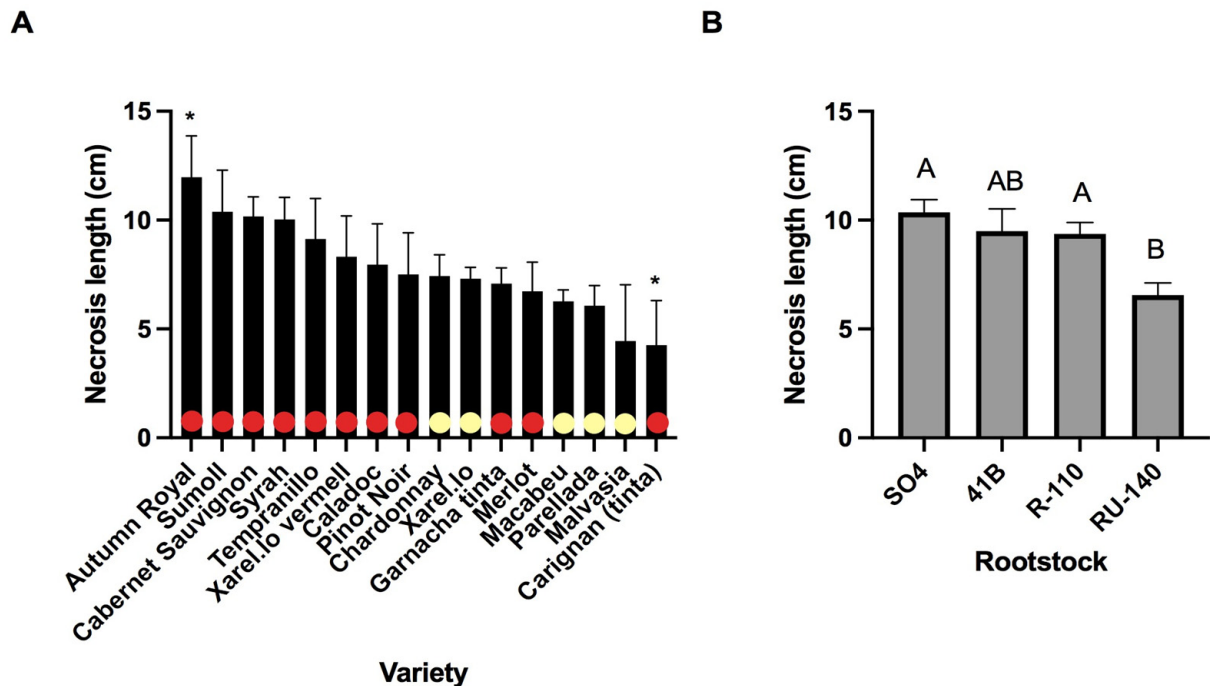 A
Necrosis length (cm)
15
10
5
0
*
*
Autumn Royal
Sumoll
Cabernet Sauvignon
Syrah
Tempranillo
Xarel.lo vermell
Caladoc
Pinot Noir
Chardonnay
Xarel.lo
Garnacha tinta
Merlot
Macabeu
Parellada
Malvasia
Carignan (tinta)
Variety
B
Necrosis length (cm)
15
10
5
0
A
AB
A
B
SO4
41B
R-110
RU-140
Rootstock